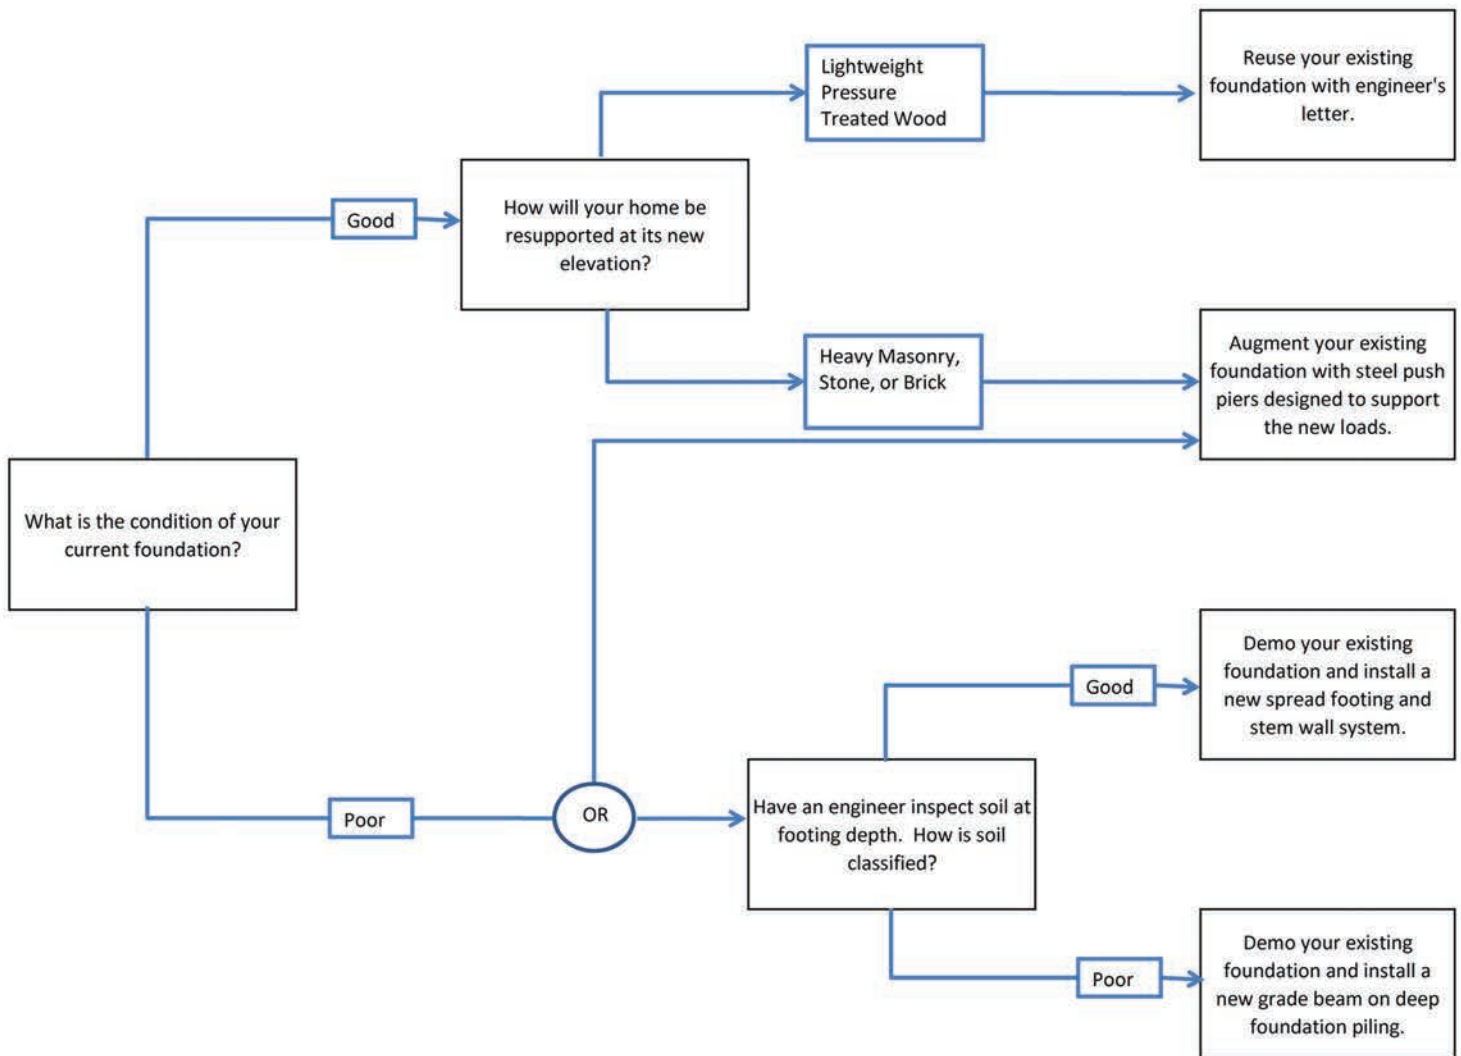 What is the condition of your
current foundation?
Good
How will your home be
resupported at its new
elevation?
Lightweight
Pressure
Treated Wood
Reuse your existing
foundation with engineer's
letter.
Heavy Masonry,
Stone, or Brick
Augment your existing
foundation with steel push
piers designed to support
the new loads.
Poor
OR
Have an engineer inspect soil at
footing depth.  How is soil
classified?
Good
Demo your existing
foundation and install a
new spread footing and
stem wall system.
Poor
Demo your existing
foundation and install a
new grade beam on deep
foundation piling.